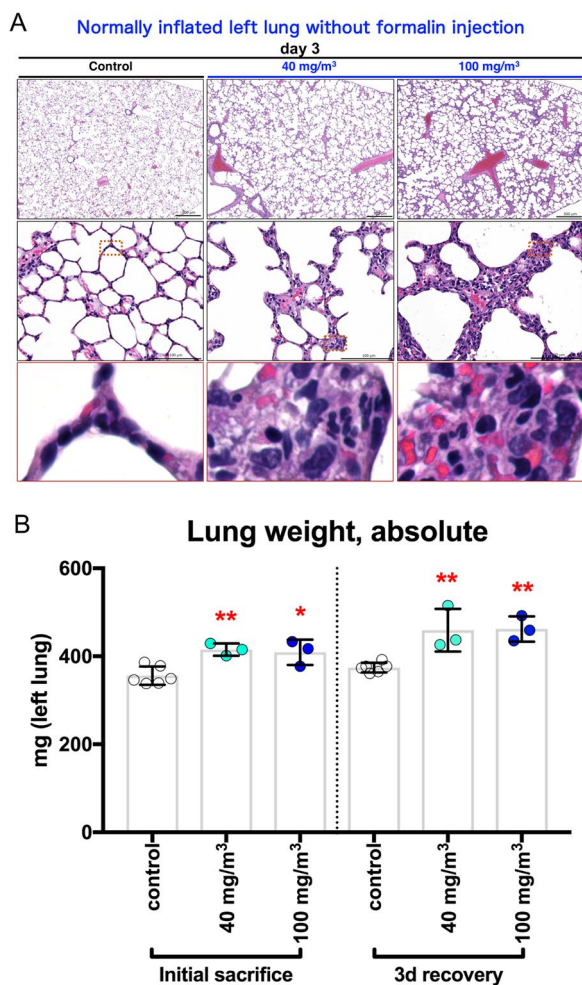 A
Normally inflated left lung without formalin injection
day 3
Control 40 mg/m³ 100 mg/m³
B
Lung weight, absolute
mg (left lung)
600
400
200
0
** * ** **
control 40 mg/m³ 100 mg/m³ control 40 mg/m³ 100 mg/m³
Initial sacrifice 3d recovery